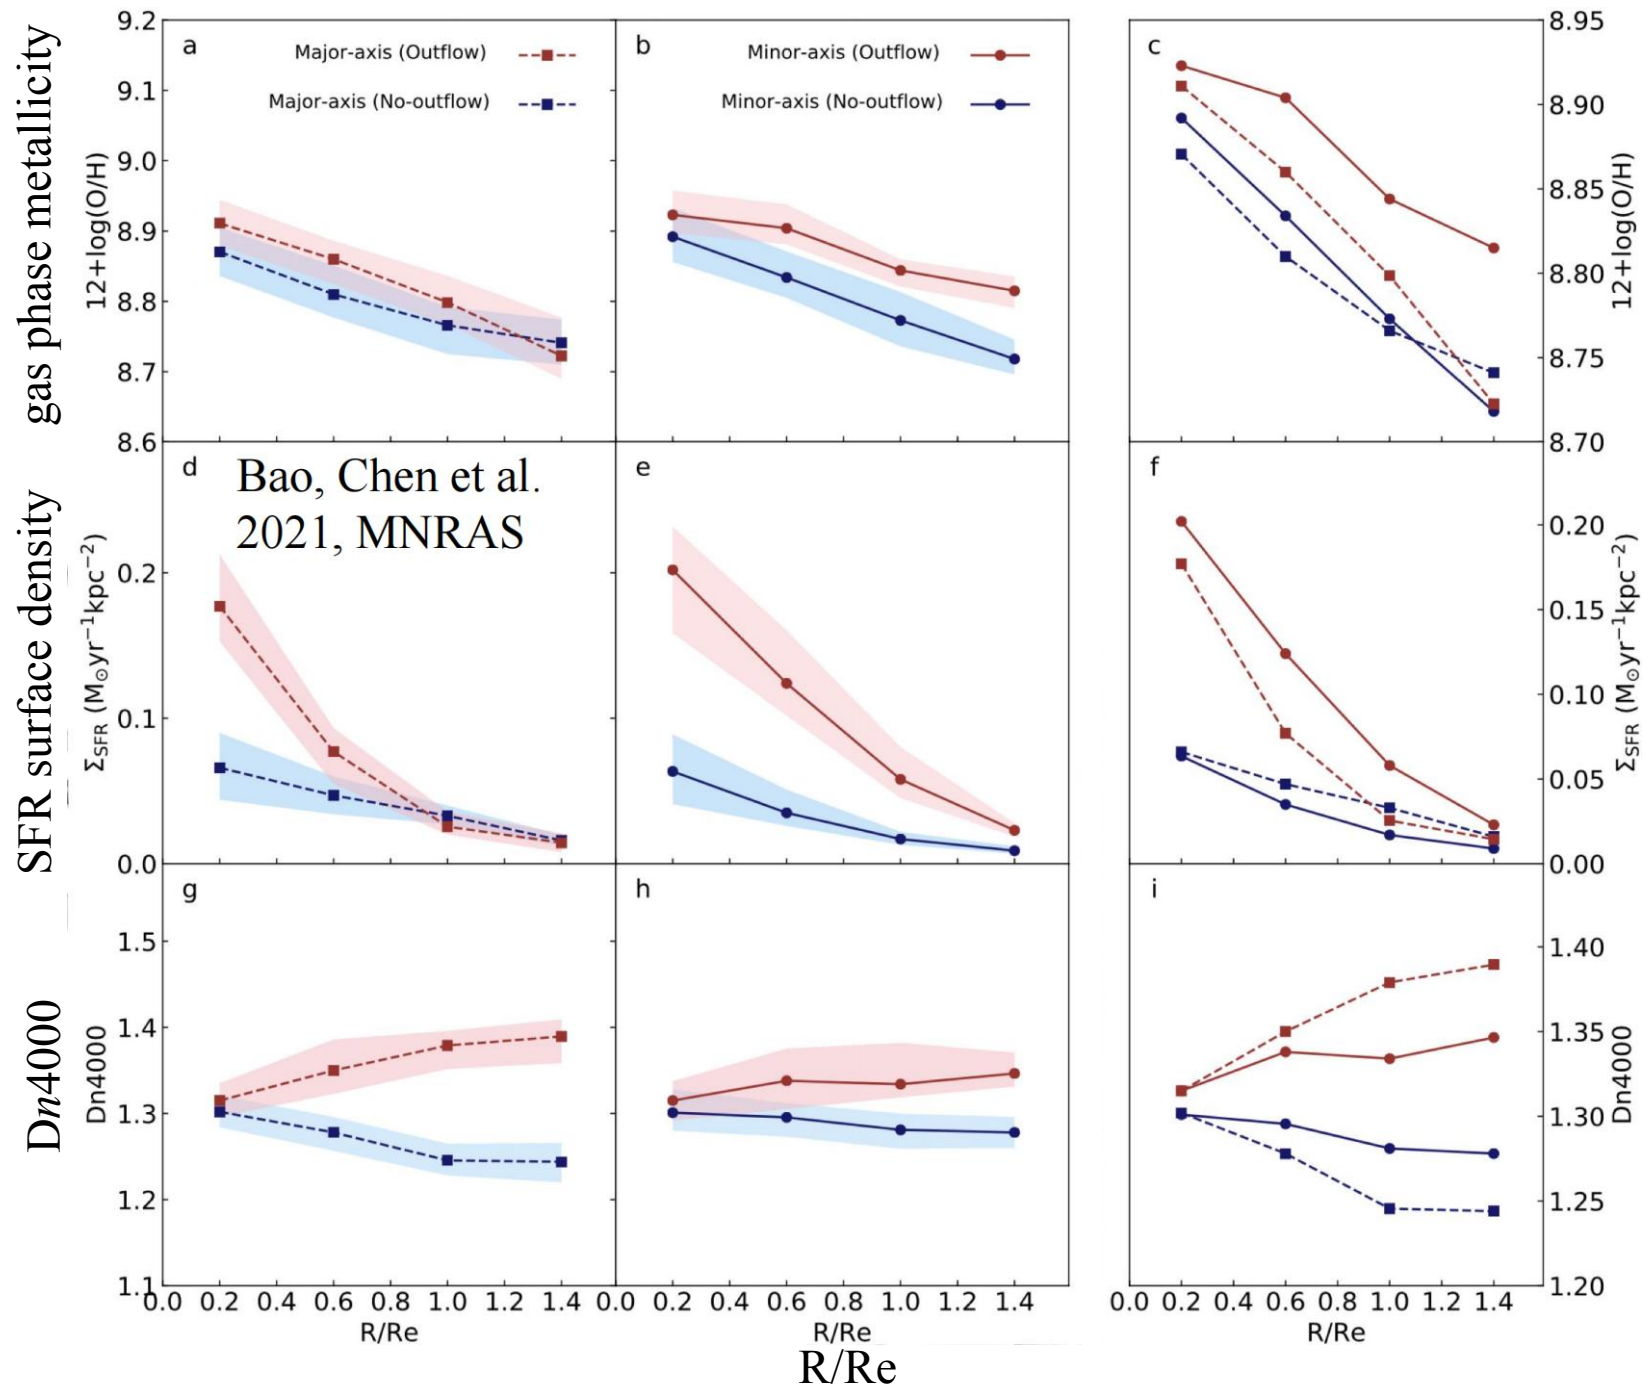 gas phase metallicity
SFR surface density
Dn4000
a
Major-axis (Outflow)
Major-axis (No-outflow)
9.2
9.1
9.0
8.9
8.8
8.7
8.6
12+log(O/H)
b
Minor-axis (Outflow)
Minor-axis (No-outflow)
c
8.95
8.90
8.85
8.80
8.75
8.70
12+log(O/H)
d
Bao, Chen et al.
2021, MNRAS
0.2
0.1
0.0
Σ_SFR (M⊙yr⁻¹kpc⁻²)
e
f
0.20
0.15
0.10
0.05
0.00
Σ_SFR (M⊙yr⁻¹kpc⁻²)
g
1.5
1.4
1.3
1.2
1.1
Dn4000
h
i
1.40
1.35
1.30
1.25
1.20
Dn4000
0.0 0.2 0.4 0.6 0.8 1.0 1.2 1.4
0.0 0.2 0.4 0.6 0.8 1.0 1.2 1.4
0.0 0.2 0.4 0.6 0.8 1.0 1.2 1.4
R/Re
R/Re
R/Re
R/Re